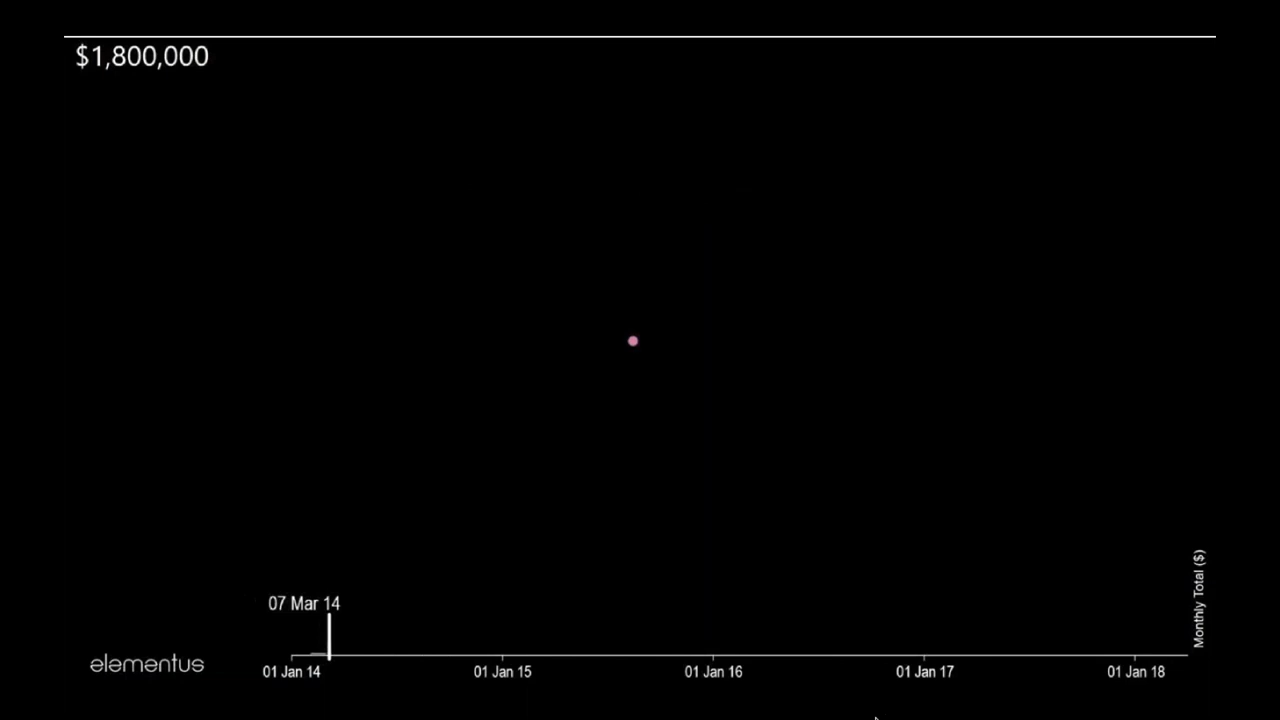 $1,800,000
Monthly Total ($)
07 Mar 14
elementus
01 Jan 14
01 Jan 15
01 Jan 16
01 Jan 17
01 Jan 18